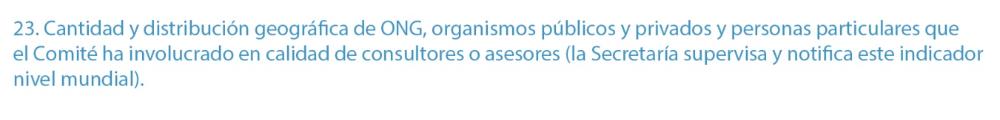 23. Cantidad y distribución geográfica de ONG, organismos públicos y privados y personas particulares que
el Comité ha involucrado en calidad de consultores o asesores (la Secretaría supervisa y notifica este indicador
nivel mundial).